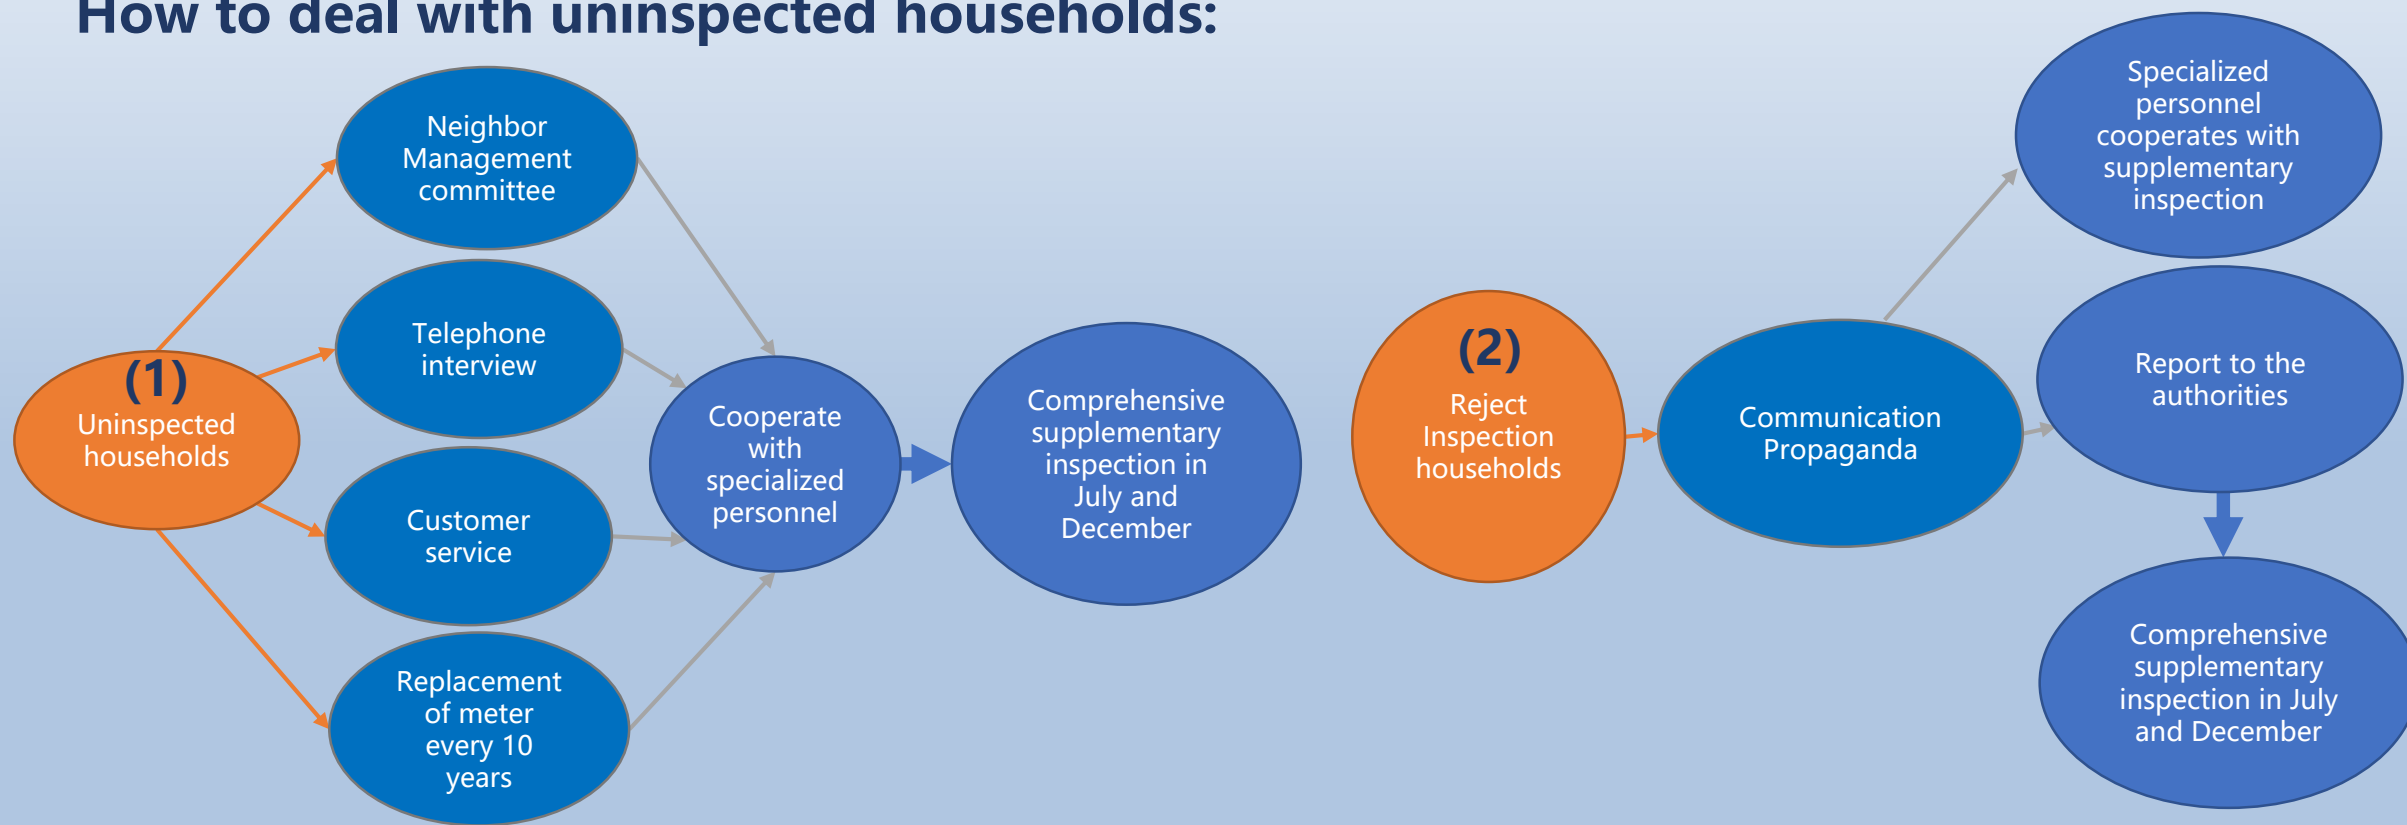 How to deal with uninspected households:
Neighbor
Management
committee
Telephone
interview
(1)
Uninspected
households
Customer
service
Replacement
of meter
every 10
years
Cooperate
with
specialized
personnel
Comprehensive
supplementary
inspection in
July and
December
(2)
Reject
Inspection
households
Communication
Propaganda
Specialized
personnel
cooperates with
supplementary
inspection
Report to the
authorities
Comprehensive
supplementary
inspection in July
and December